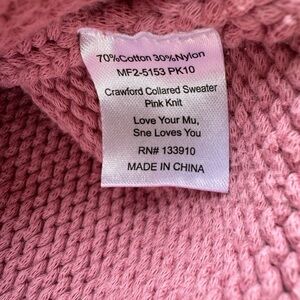 70%Cotton 30%Nylon
MF2-5153 PK10
Crawford Collared Sweater
Pink Knit
Love Your Mu,
Sne Loves You
RN# 133910
MADE IN CHINA